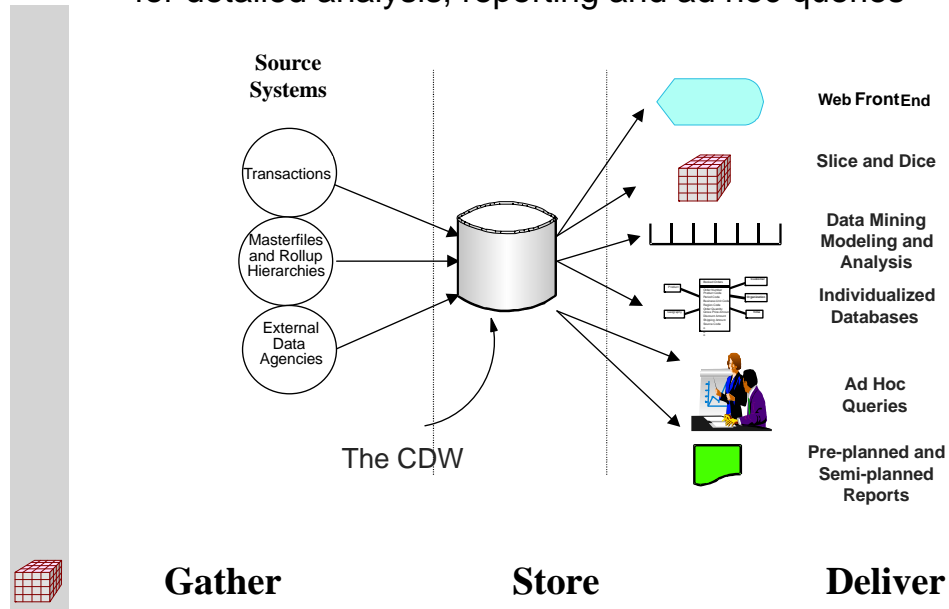 for detailed analysis, reporting and ad hoc queries
Source
Systems
Transactions
Masterfiles
and Rollup
Hierarchies
External
Data
Agencies
The CDW
Web FrontEnd
Slice and Dice
Data Mining
Modeling and
Analysis
Individualized
Databases
Ad Hoc
Queries
Pre-planned and
Semi-planned
Reports
Gather
Store
Deliver